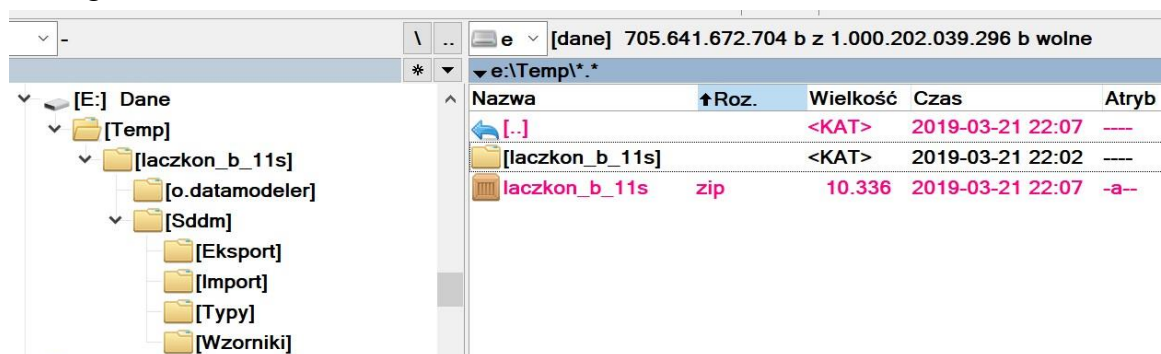 -
\ ..
* 
[E:] Dane
[Temp]
[laczkon_b_11s]
[o.datamodeler]
[Sddm]
[Eksport]
[Import]
[Typy]
[Wzorniki]
e [dane] 705.641.672.704 b z 1.000.202.039.296 b wolne
e:\Temp\*.*
Nazwa Roz. Wielkość Czas Atryb
[..] <KAT> 2019-03-21 22:07 ----
[laczkon_b_11s] <KAT> 2019-03-21 22:02 ----
laczkon_b_11s zip 10.336 2019-03-21 22:07 -a--